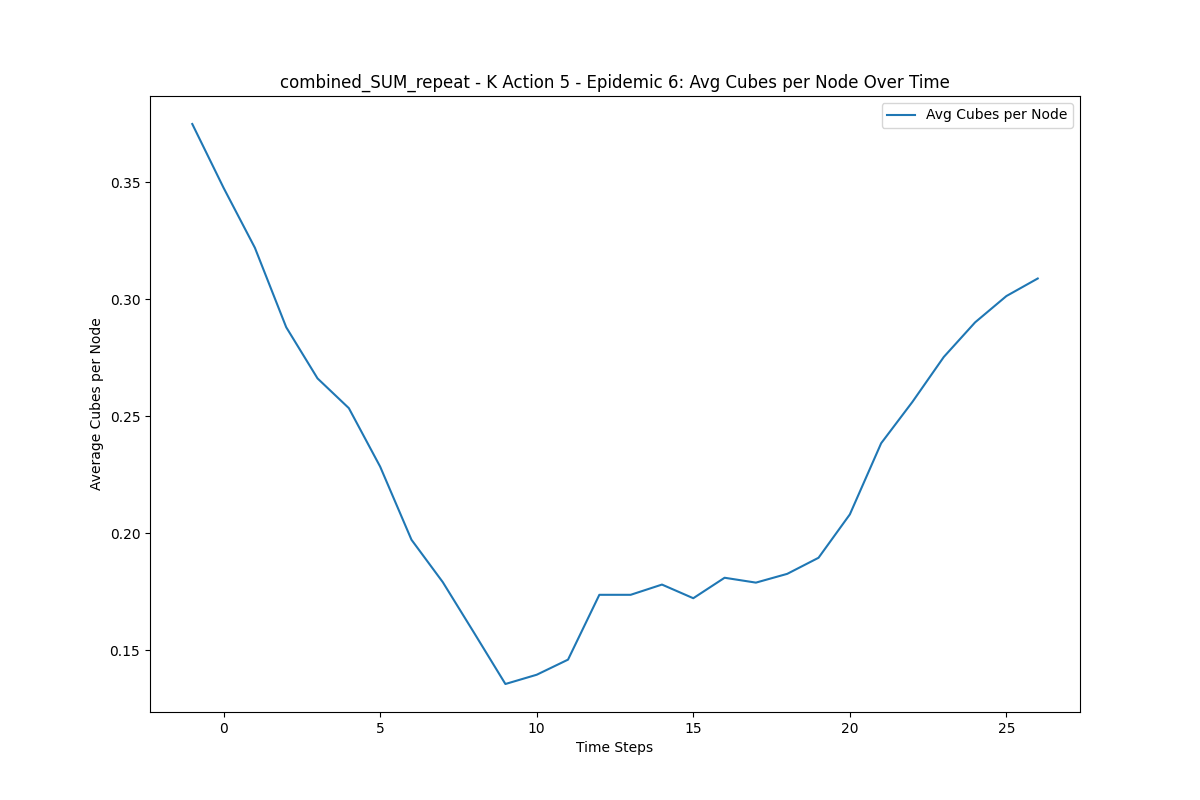 combined_SUM_repeat - K Action 5 - Epidemic 6: Avg Cubes per Node Over Time
Avg Cubes per Node
0.35
0.30
0.25
0.20
0.15
Average Cubes per Node
0 5 10 15 20 25
Time Steps